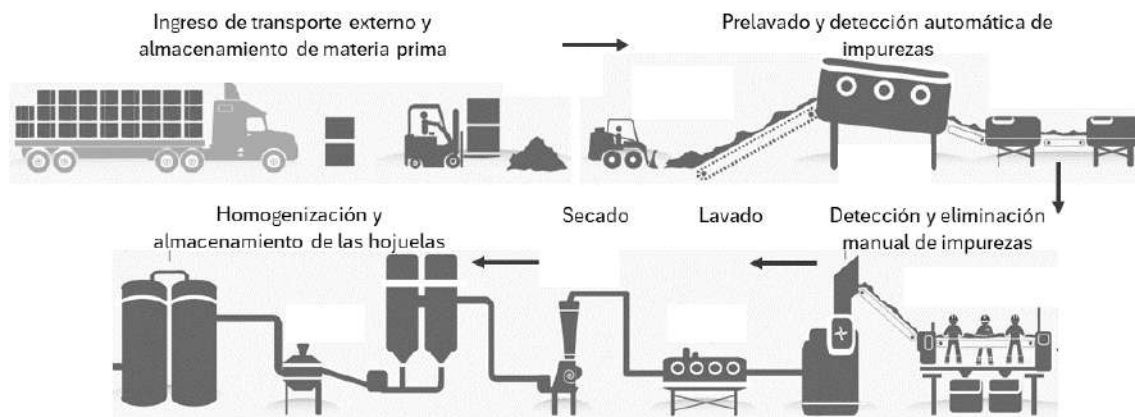 Ingreso de transporte externo y
almacenamiento de materia prima
Prelavado y detección automática de
impurezas
Homogenización y
almacenamiento de las hojuelas
Secado
Lavado
Detección y eliminación
manual de impurezas